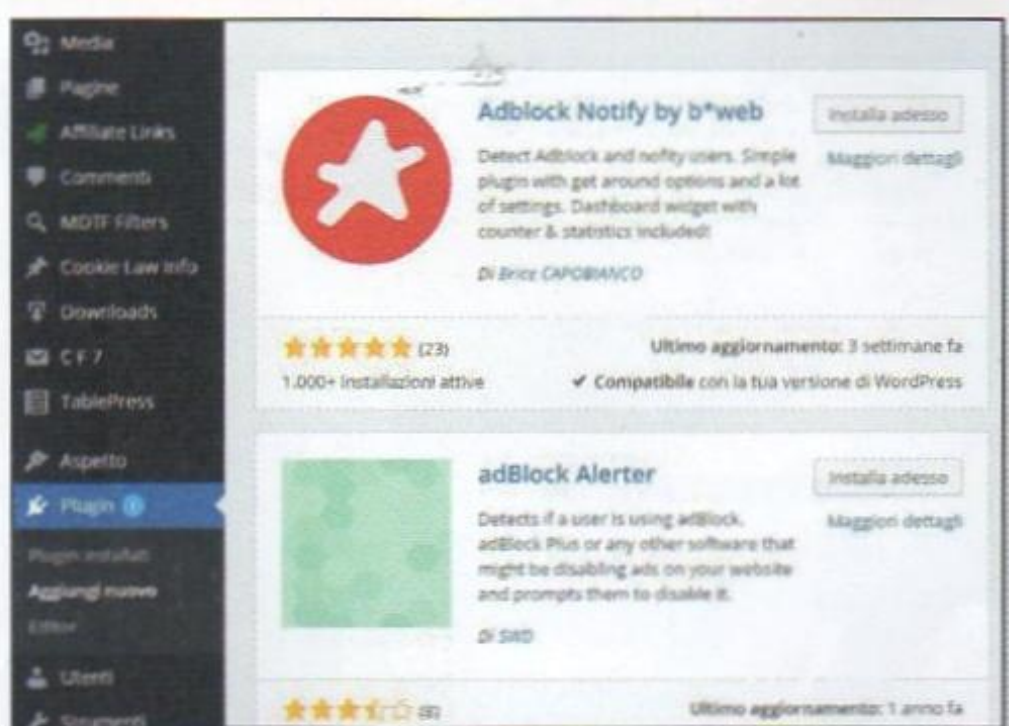 Media
Pagine
Affiliate Links
Commenti
MDTF Filters
Cookie Law Info
Downloads
C F 7
TablePress
Aspetto
Plugin 1
Plugin installati
Aggiungi nuovo
Editor
Utenti
Strumenti
Adblock Notify by b*web
Installa adesso
Maggiori dettagli
Detect Adblock and nofity users. Simple
plugin with get around options and a lot
of settings. Dashboard widget with
counter & statistics included!
Di Brice CAPOBIANCO
(23)
Ultimo aggiornamento: 3 settimane fa
1.000+ installazioni attive
Compatibile con la tua versione di WordPress
adBlock Alerter
Installa adesso
Maggiori dettagli
Detects if a user is using adBlock,
adBlock Plus or any other software that
might be disabling ads on your website
and prompts them to disable it.
Di SWD
Ultimo aggiornamento: 1 anno fa